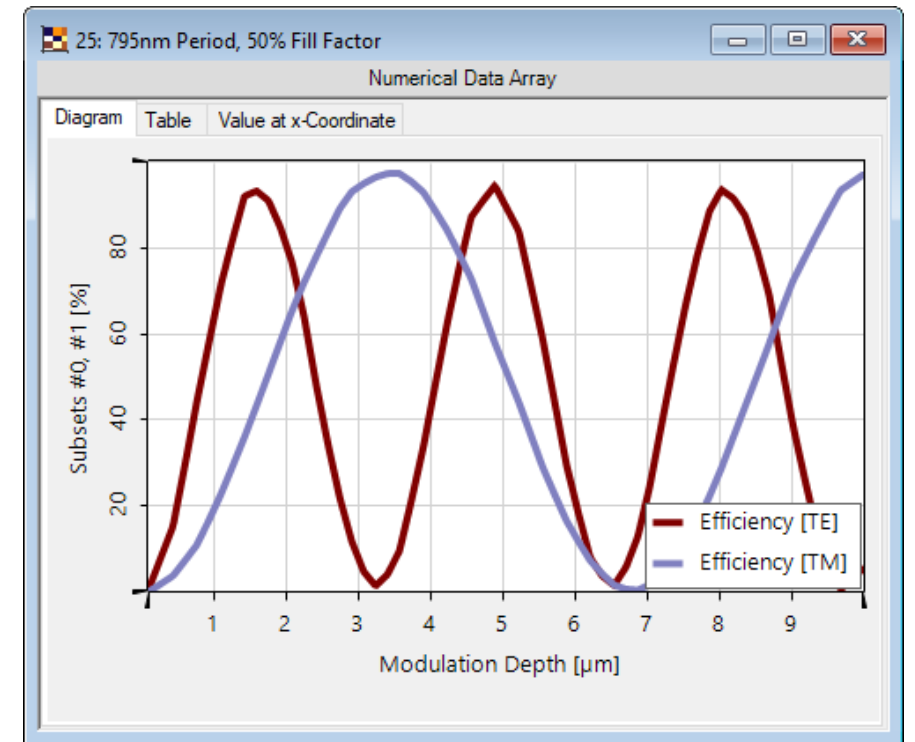 25: 795nm Period, 50% Fill Factor
Numerical Data Array
Diagram Table Value at x-Coordinate
Subsets #0, #1 [%]
80
60
40
20
Efficiency [TE]
Efficiency [TM]
1 2 3 4 5 6 7 8 9
Modulation Depth [µm]